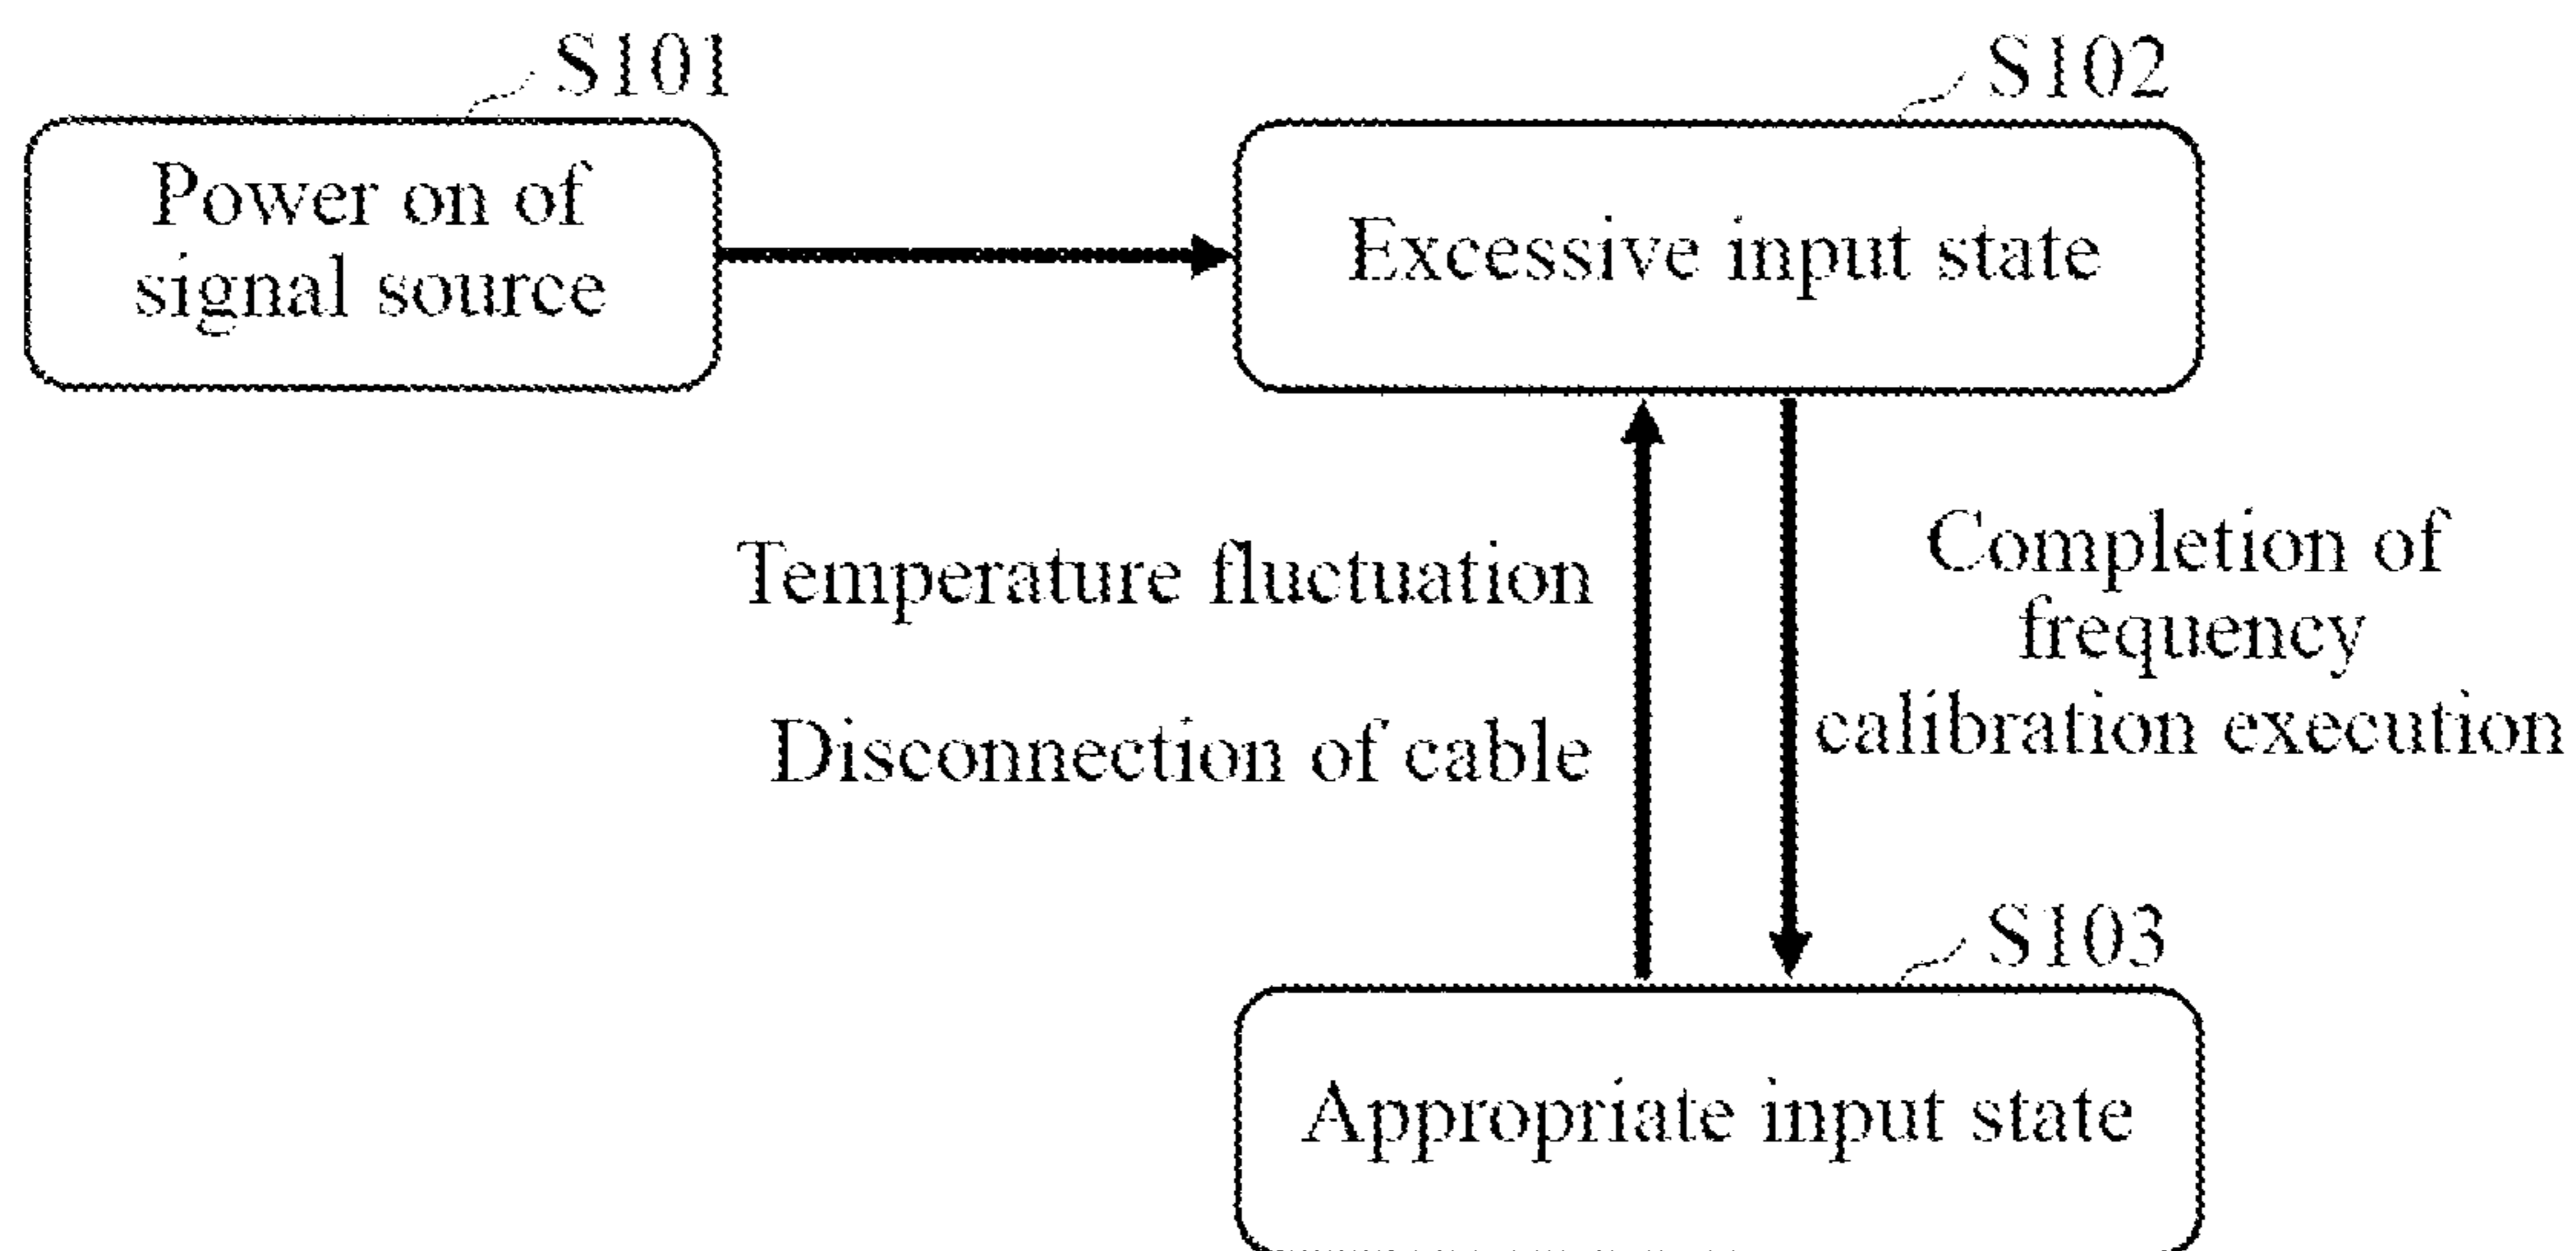 S101
Power on of
signal source
S102
Excessive input state
Temperature fluctuation
Disconnection of cable
Completion of
frequency
calibration execution
S103
Appropriate input state